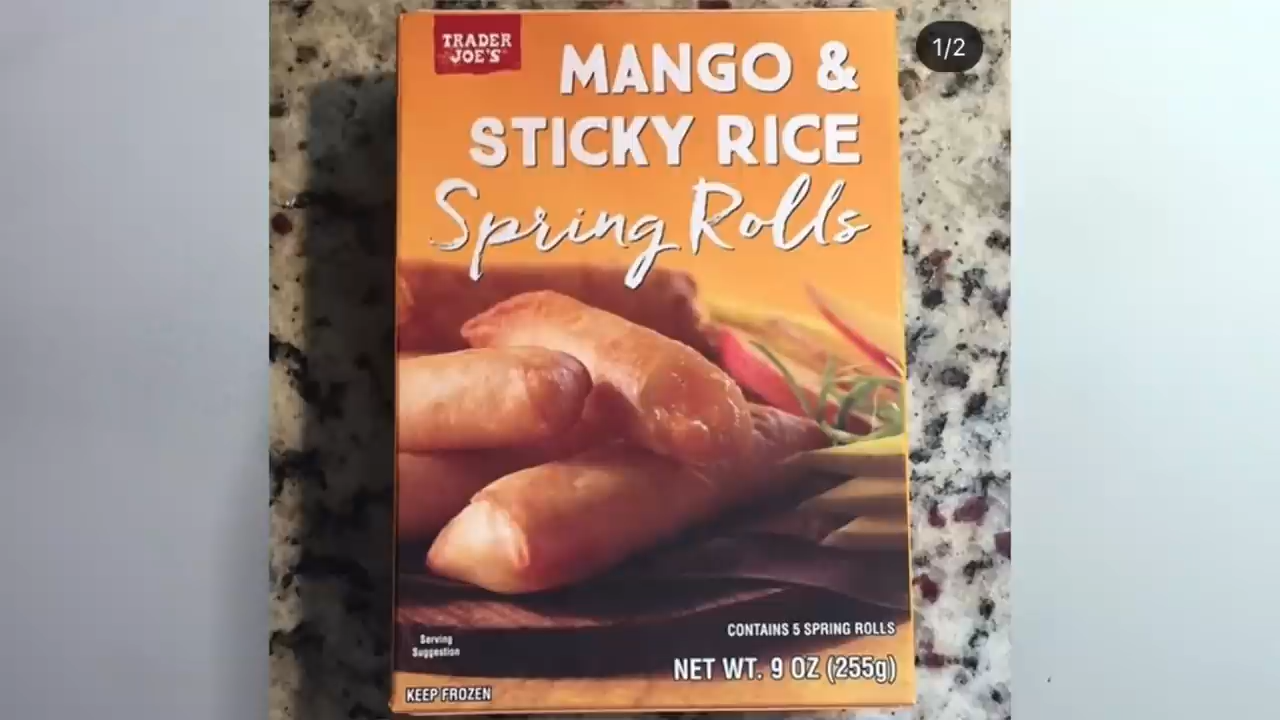 TRADER
JOE'S
1/2
MANGO &
STICKY RICE
Spring Rolls
CONTAINS 5 SPRING ROLLS
Serving
Suggestion
NET WT. 9 OZ (255g)
KEEP FROZEN